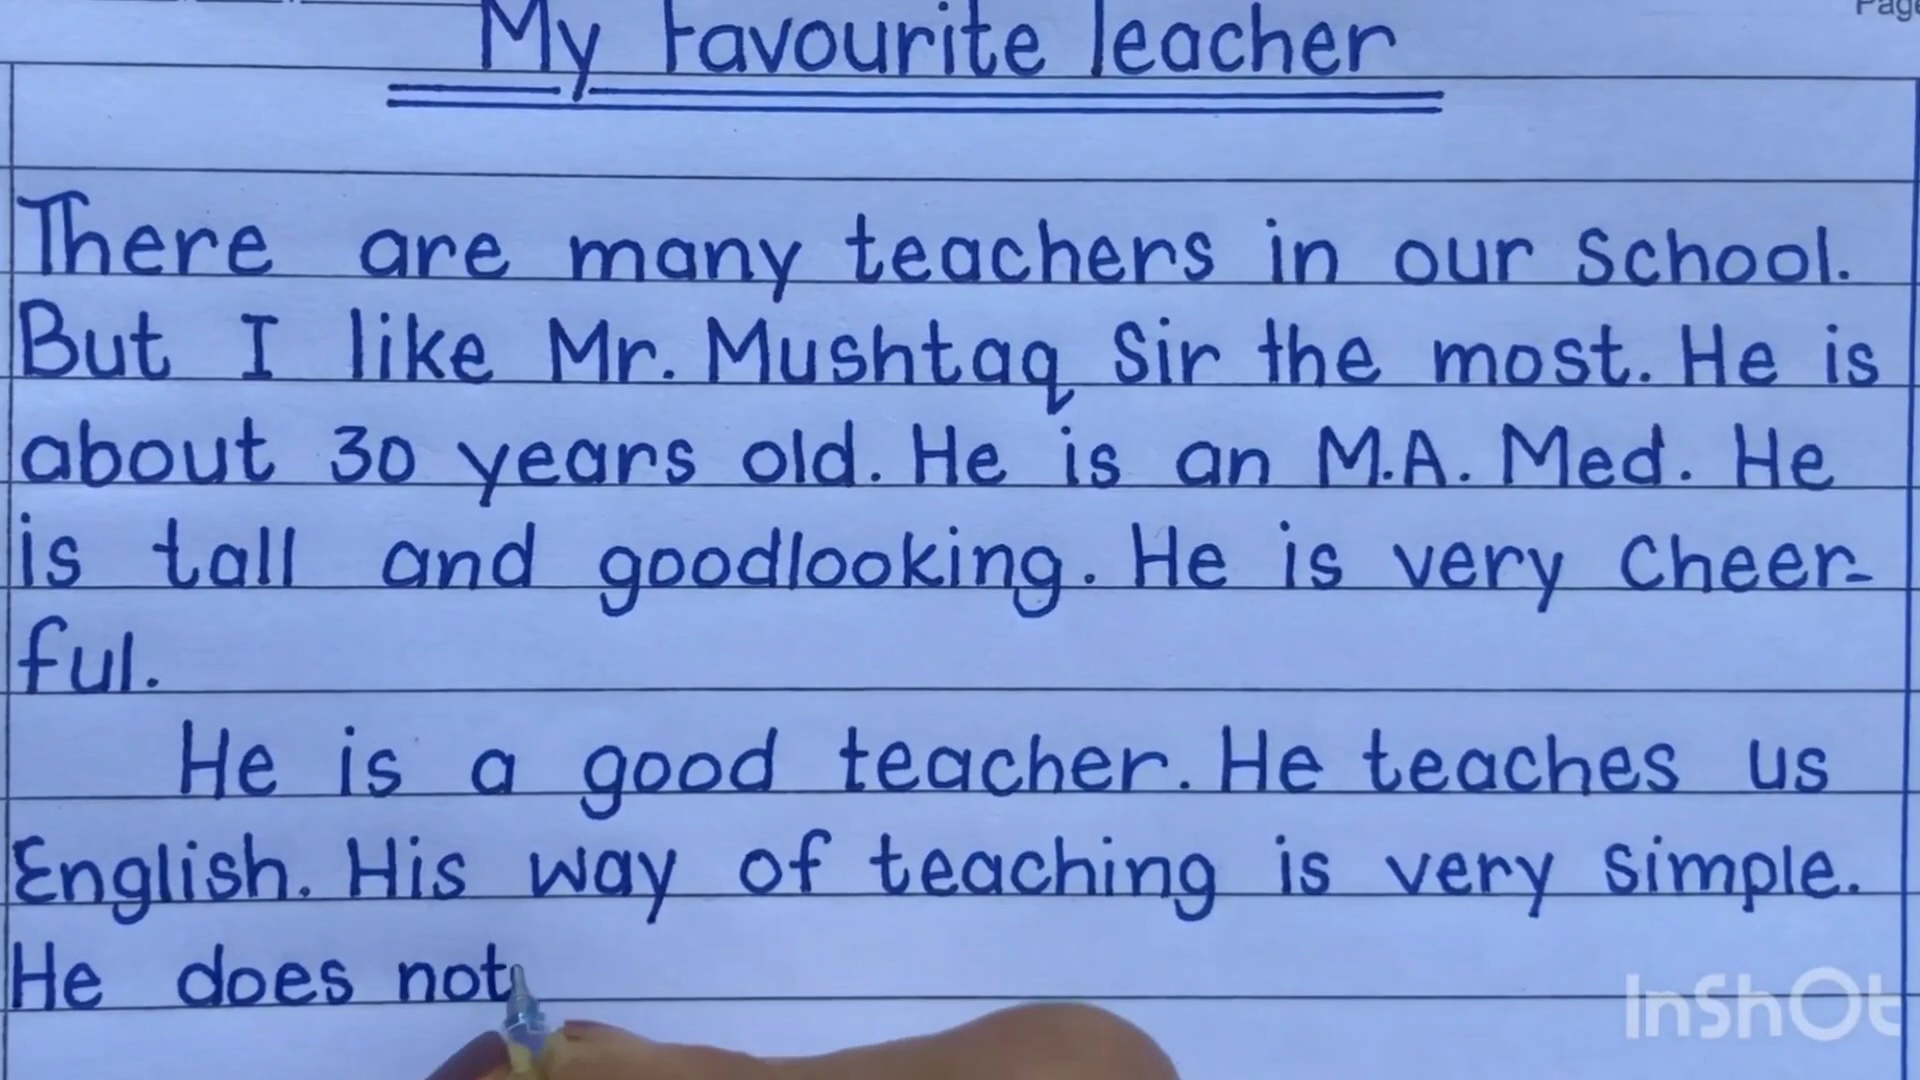 Page
My Favourite Teacher
There are many teachers in our school.
But I like Mr. Mushtaq Sir the most. He is
about 30 years old. He is an M.A. Med. He
is tall and goodlooking. He is very cheer-
ful.
He is a good teacher. He teaches us
English. His way of teaching is very simple.
He does not
InShOt